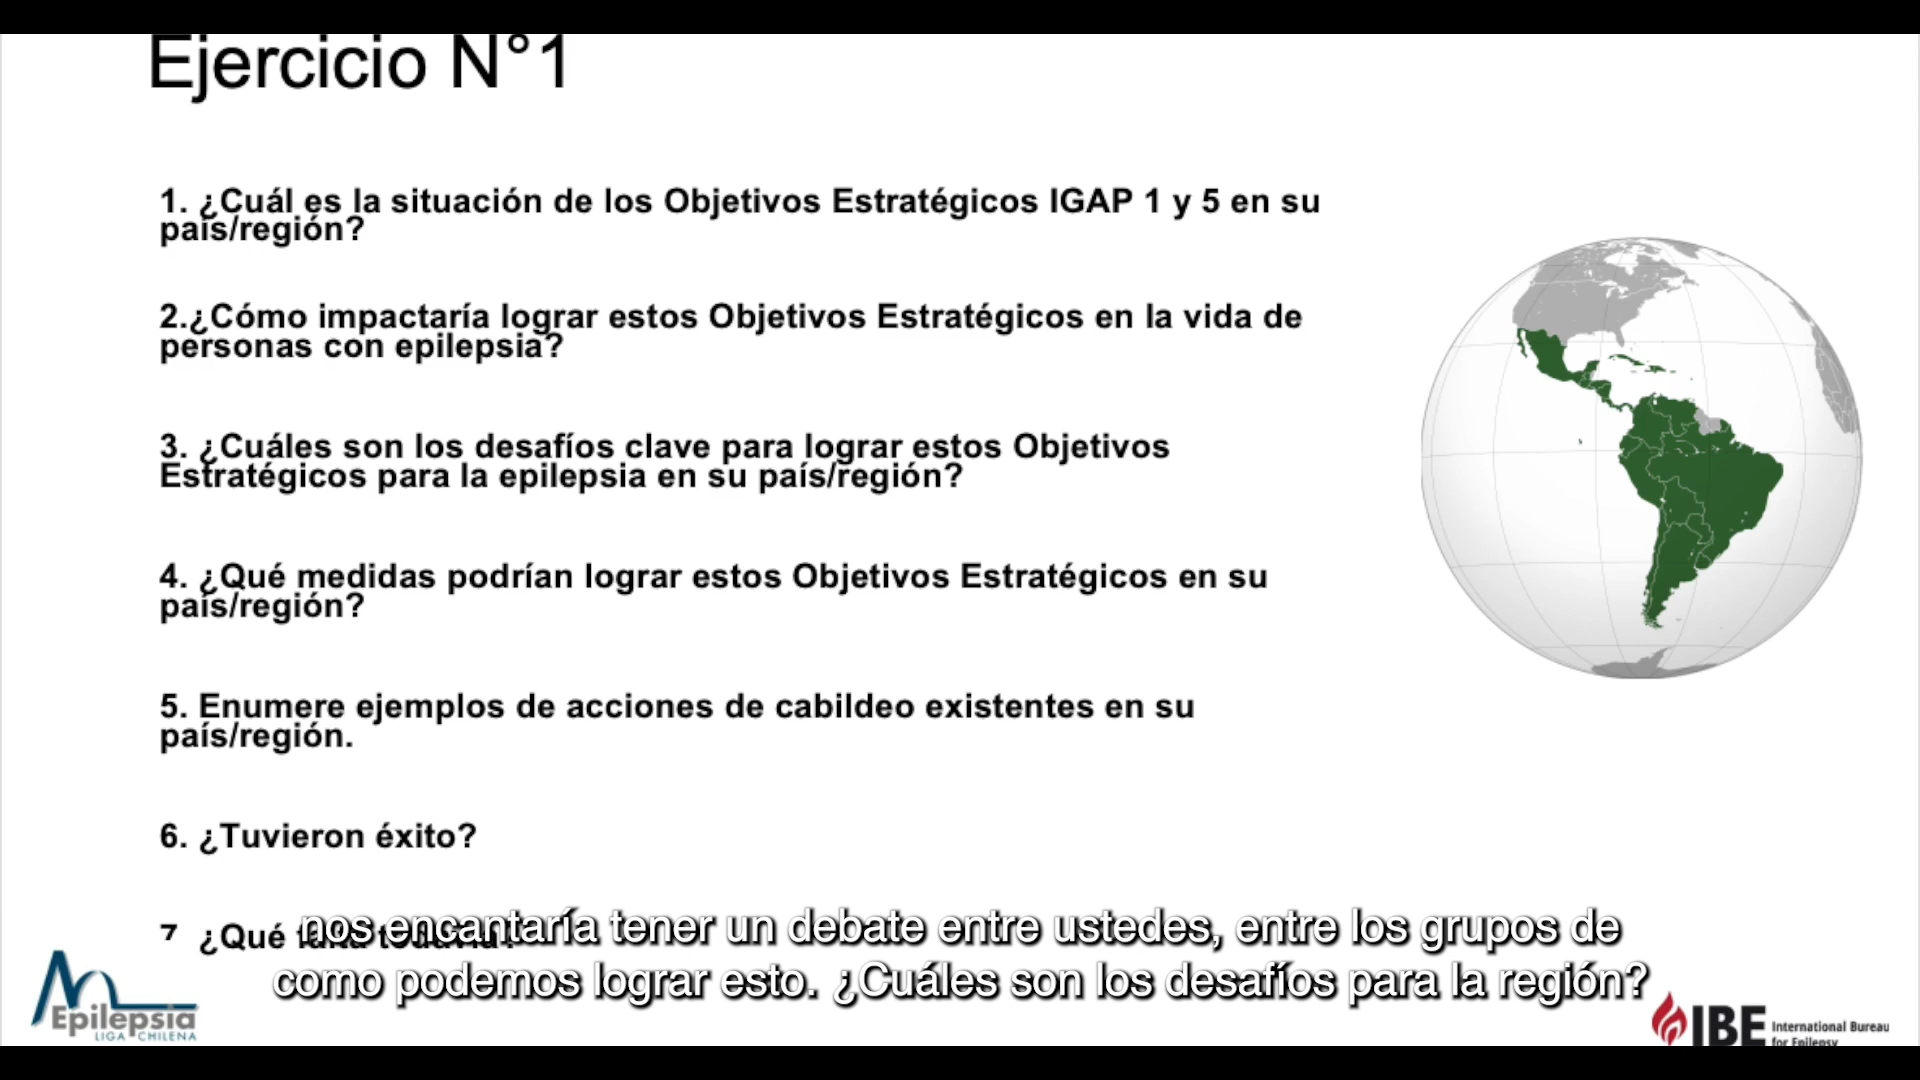 Ejercicio N°1
1. ¿Cuál es la situación de los Objetivos Estratégicos IGAP 1 y 5 en su
país/región?
2.¿Cómo impactaría lograr estos Objetivos Estratégicos en la vida de
personas con epilepsia?
3. ¿Cuáles son los desafíos clave para lograr estos Objetivos
Estratégicos para la epilepsia en su país/región?
4. ¿Qué medidas podrían lograr estos Objetivos Estratégicos en su
país/región?
5. Enumere ejemplos de acciones de cabildeo existentes en su
país/región.
6. ¿Tuvieron éxito?
7 ¿Qué
nos encantaría tener un debate entre ustedes, entre los grupos de
como podemos lograr esto. ¿Cuáles son los desafíos para la región?
Epilepsia
LIGA CHILENA
IBE International Bureau
for Epilepsy